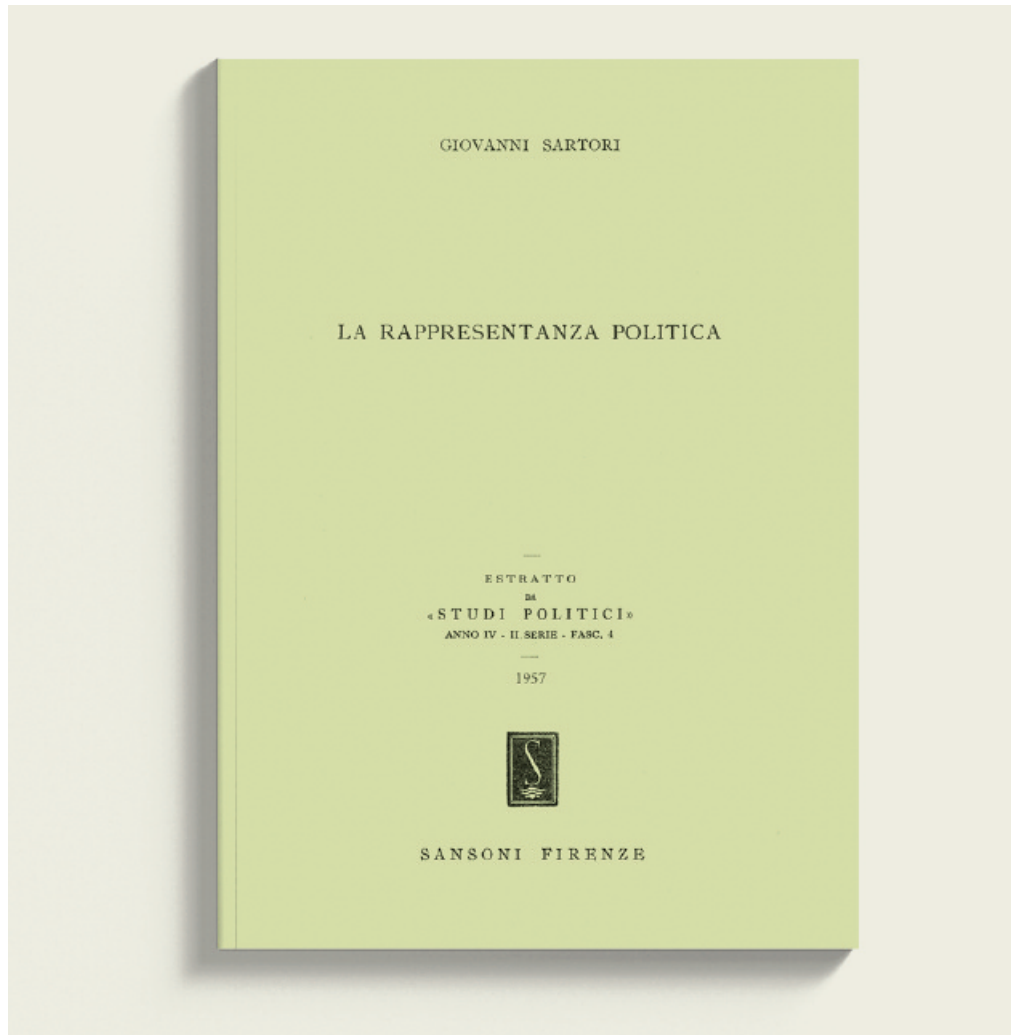 GIOVANNI SARTORI
LA RAPPRESENTANZA POLITICA
ESTRATTO
DA
«STUDI POLITICI»
ANNO IV - II SERIE - FASC. 4
1957
S
SANSONI FIRENZE